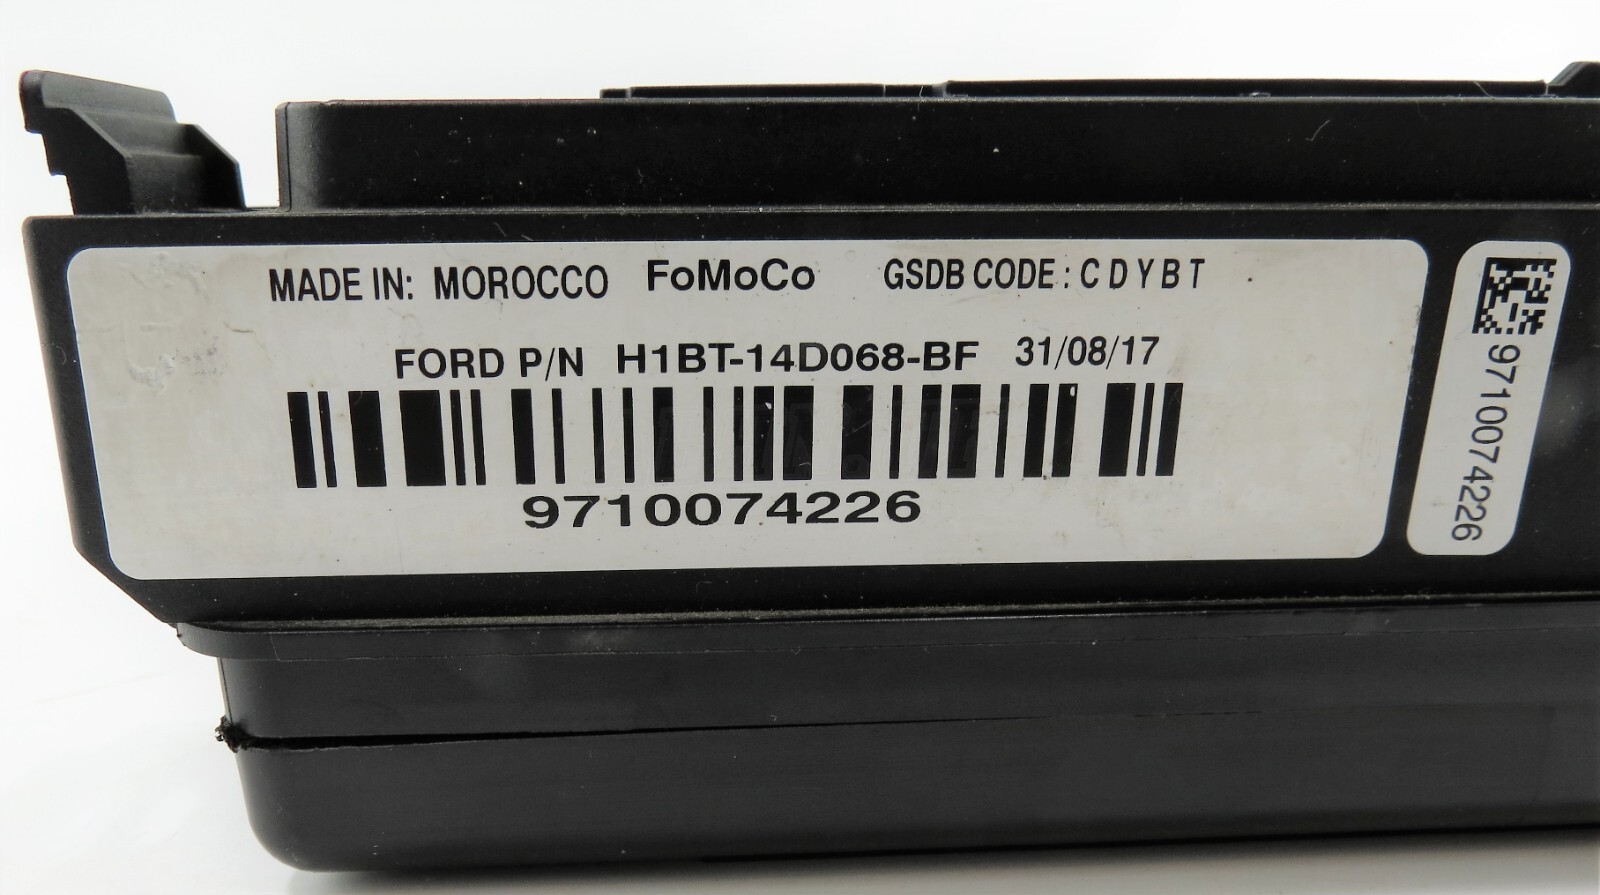 MADE IN: MOROCCO FoMoCo GSDB CODE: C D Y B T
FORD P/N H1BT-14D068-BF 31/08/17
9710074226
9710074226